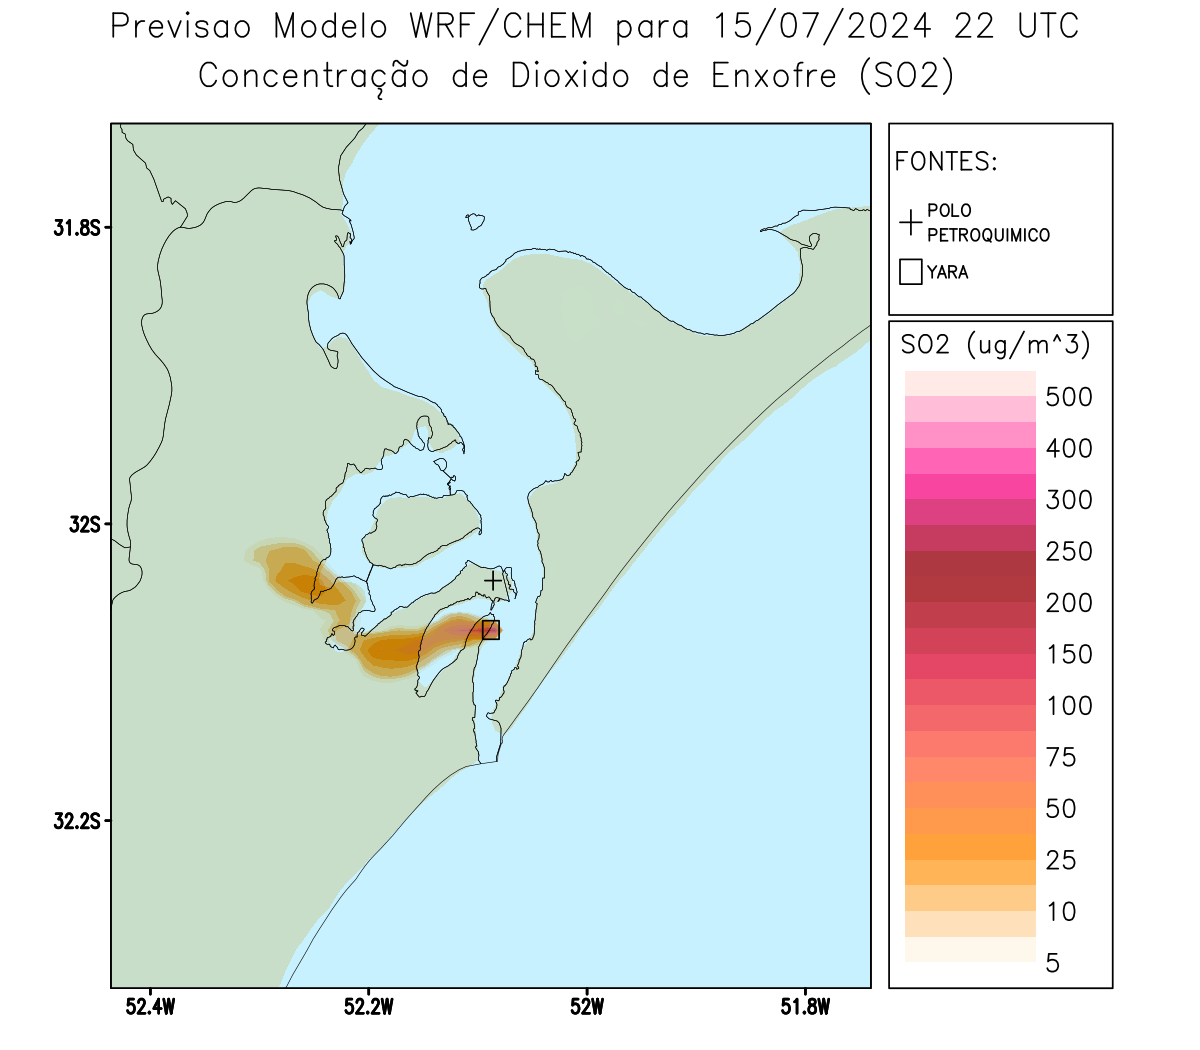 Previsao Modelo WRF/CHEM para 15/07/2024 22 UTC
Concentração de Dioxido de Enxofre (SO2)
FONTES:
POLO
PETROQUIMICO
YARA
SO2 (ug/m^3)
500
400
300
250
200
150
100
75
50
25
10
5
31.8S
32S
32.2S
52.4W
52.2W
52W
51.8W